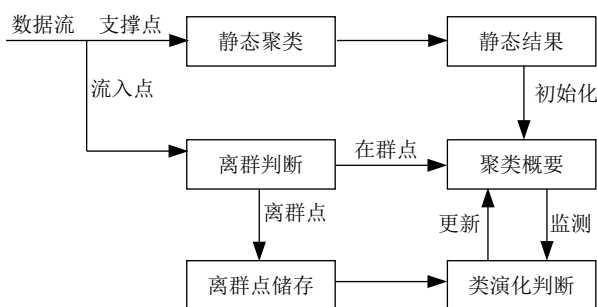 数据流 支撑点 静态聚类 静态结果
流入点 初始化
离群判断 在群点 聚类概要
离群点 更新 监测
离群点储存 类演化判断